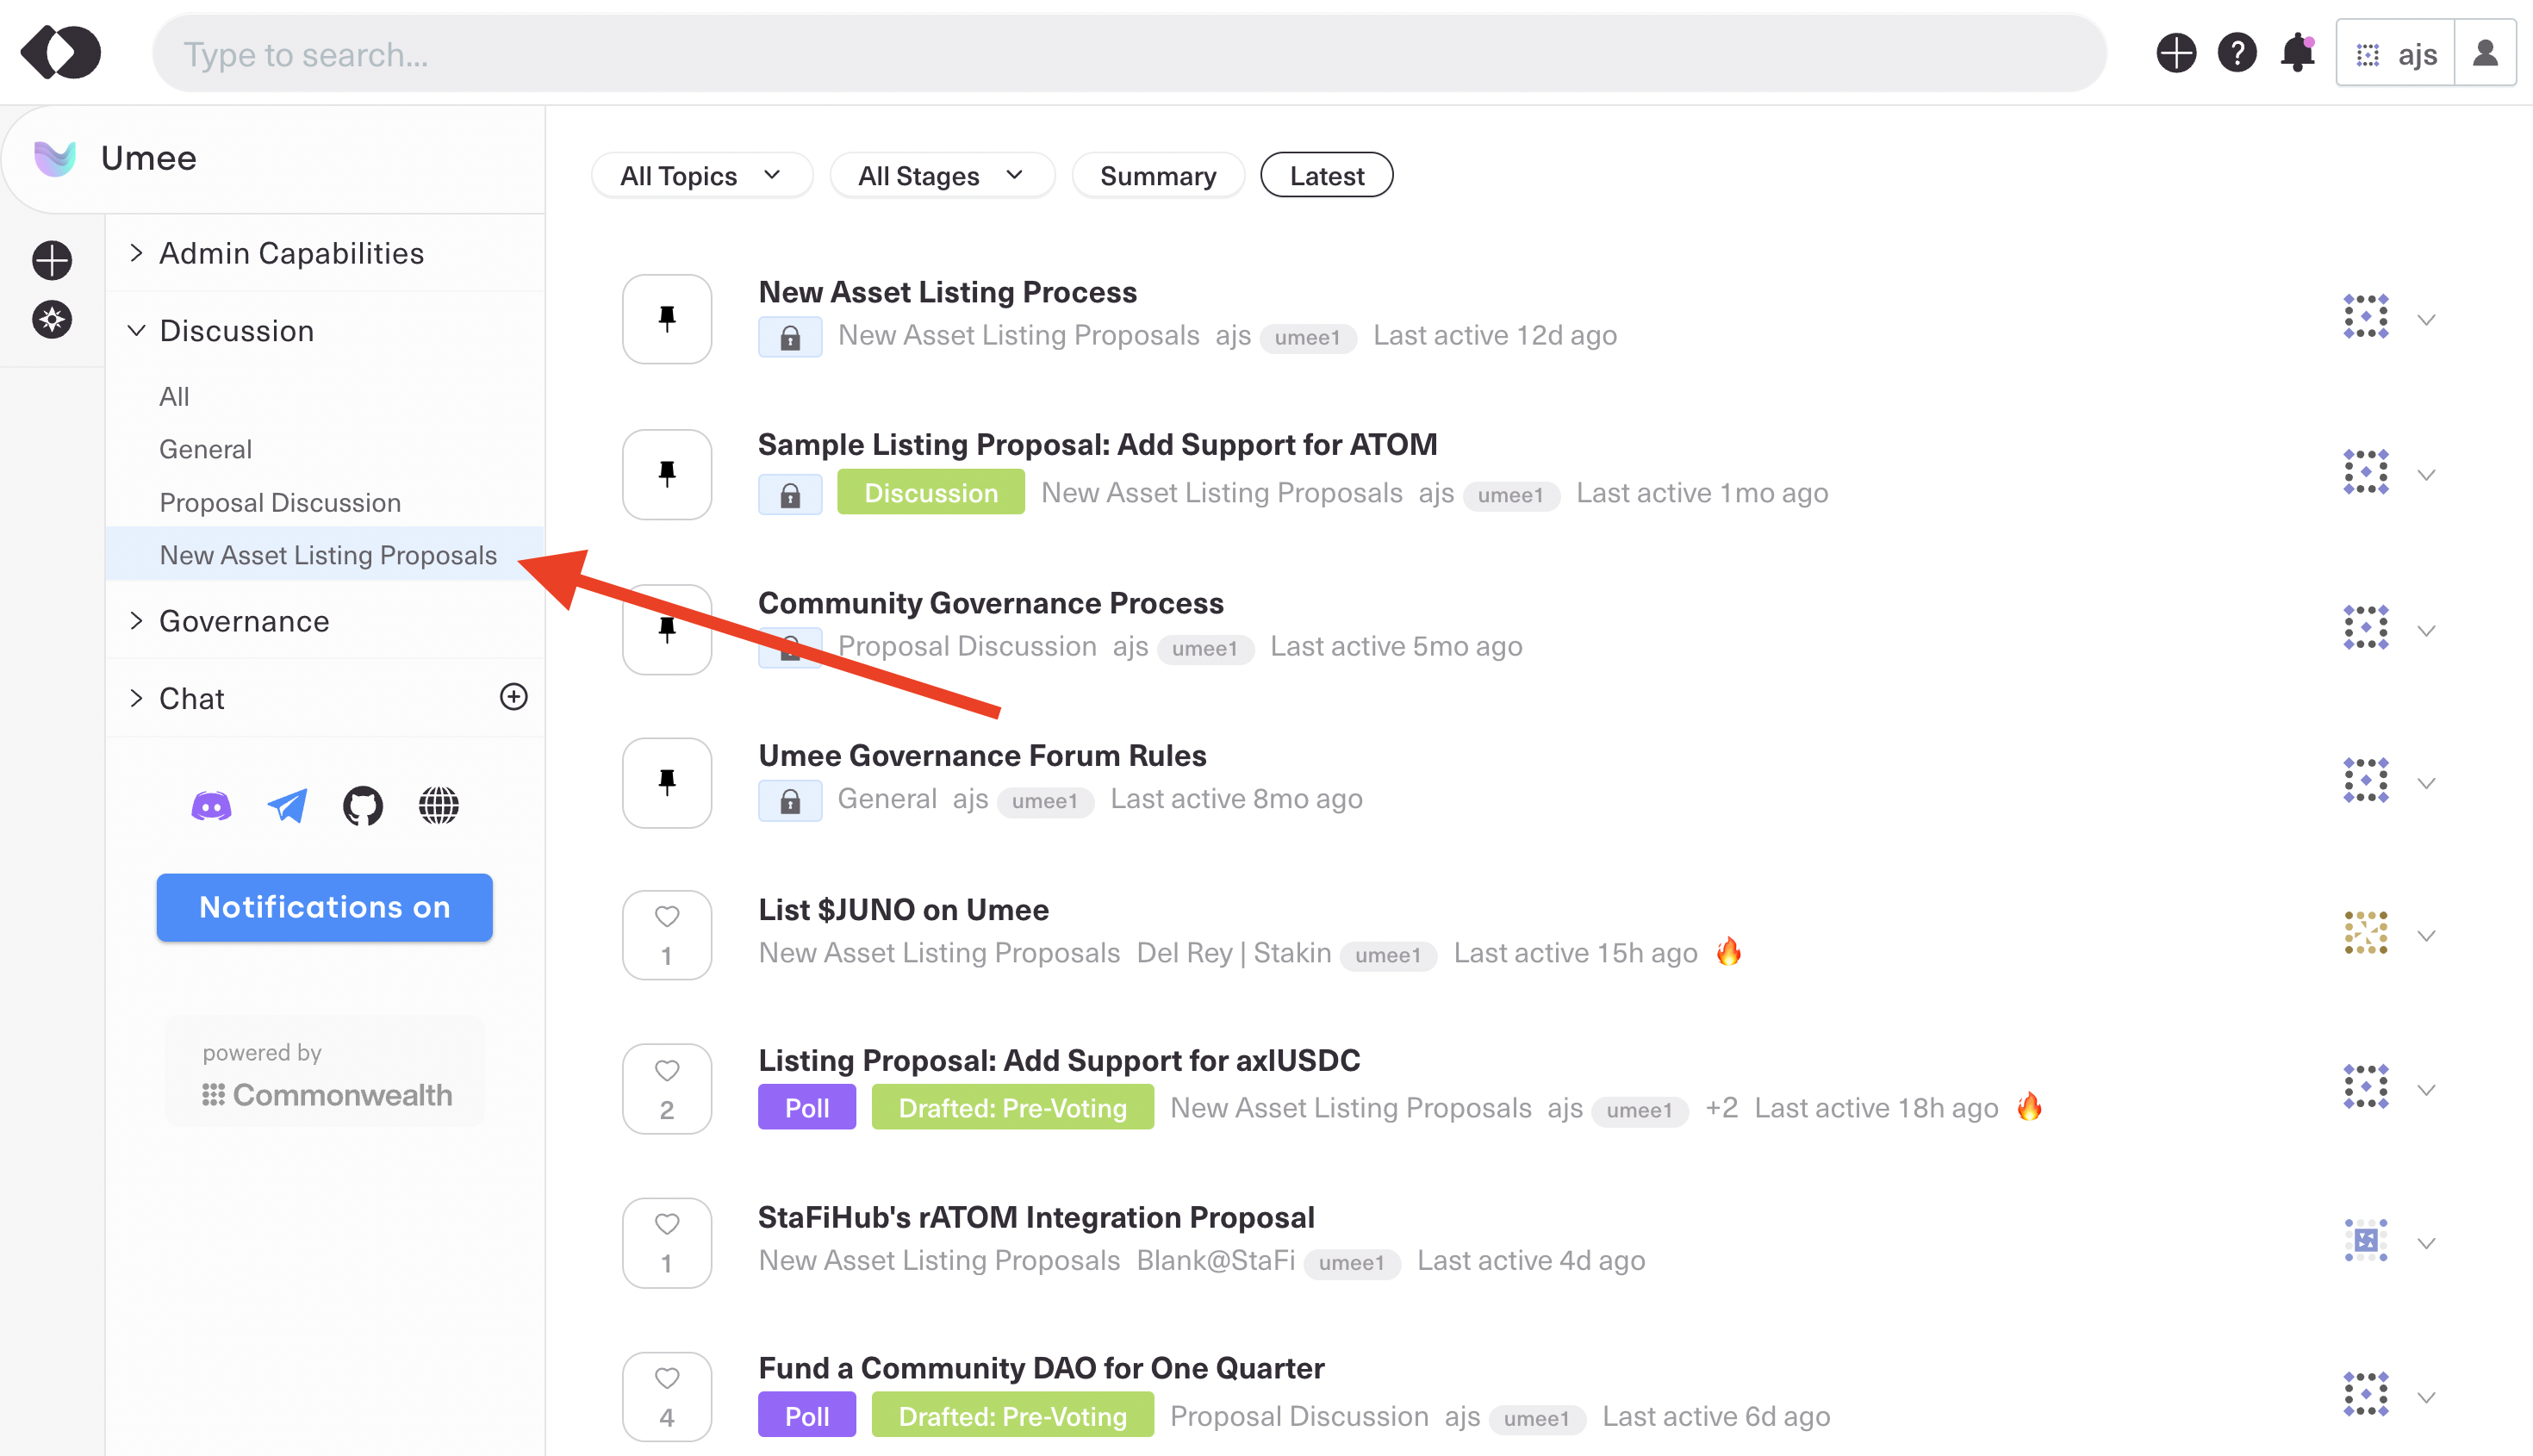 Type to search...
ajs
Umee
Admin Capabilities
Discussion
All
General
Proposal Discussion
New Asset Listing Proposals
Governance
Chat
Notifications on
powered by
Commonwealth
All Topics
All Stages
Summary
Latest
New Asset Listing Process
New Asset Listing Proposals ajs umee1 Last active 12d ago
Sample Listing Proposal: Add Support for ATOM
Discussion New Asset Listing Proposals ajs umee1 Last active 1mo ago
Community Governance Process
Proposal Discussion ajs umee1 Last active 5mo ago
Umee Governance Forum Rules
General ajs umee1 Last active 8mo ago
List $JUNO on Umee
1
New Asset Listing Proposals Del Rey | Stakin umee1 Last active 15h ago 🔥
Listing Proposal: Add Support for axlUSDC
2
Poll Drafted: Pre-Voting New Asset Listing Proposals ajs umee1 +2 Last active 18h ago 🔥
StaFiHub's rATOM Integration Proposal
1
New Asset Listing Proposals Blank@StaFi umee1 Last active 4d ago
Fund a Community DAO for One Quarter
4
Poll Drafted: Pre-Voting Proposal Discussion ajs umee1 Last active 6d ago